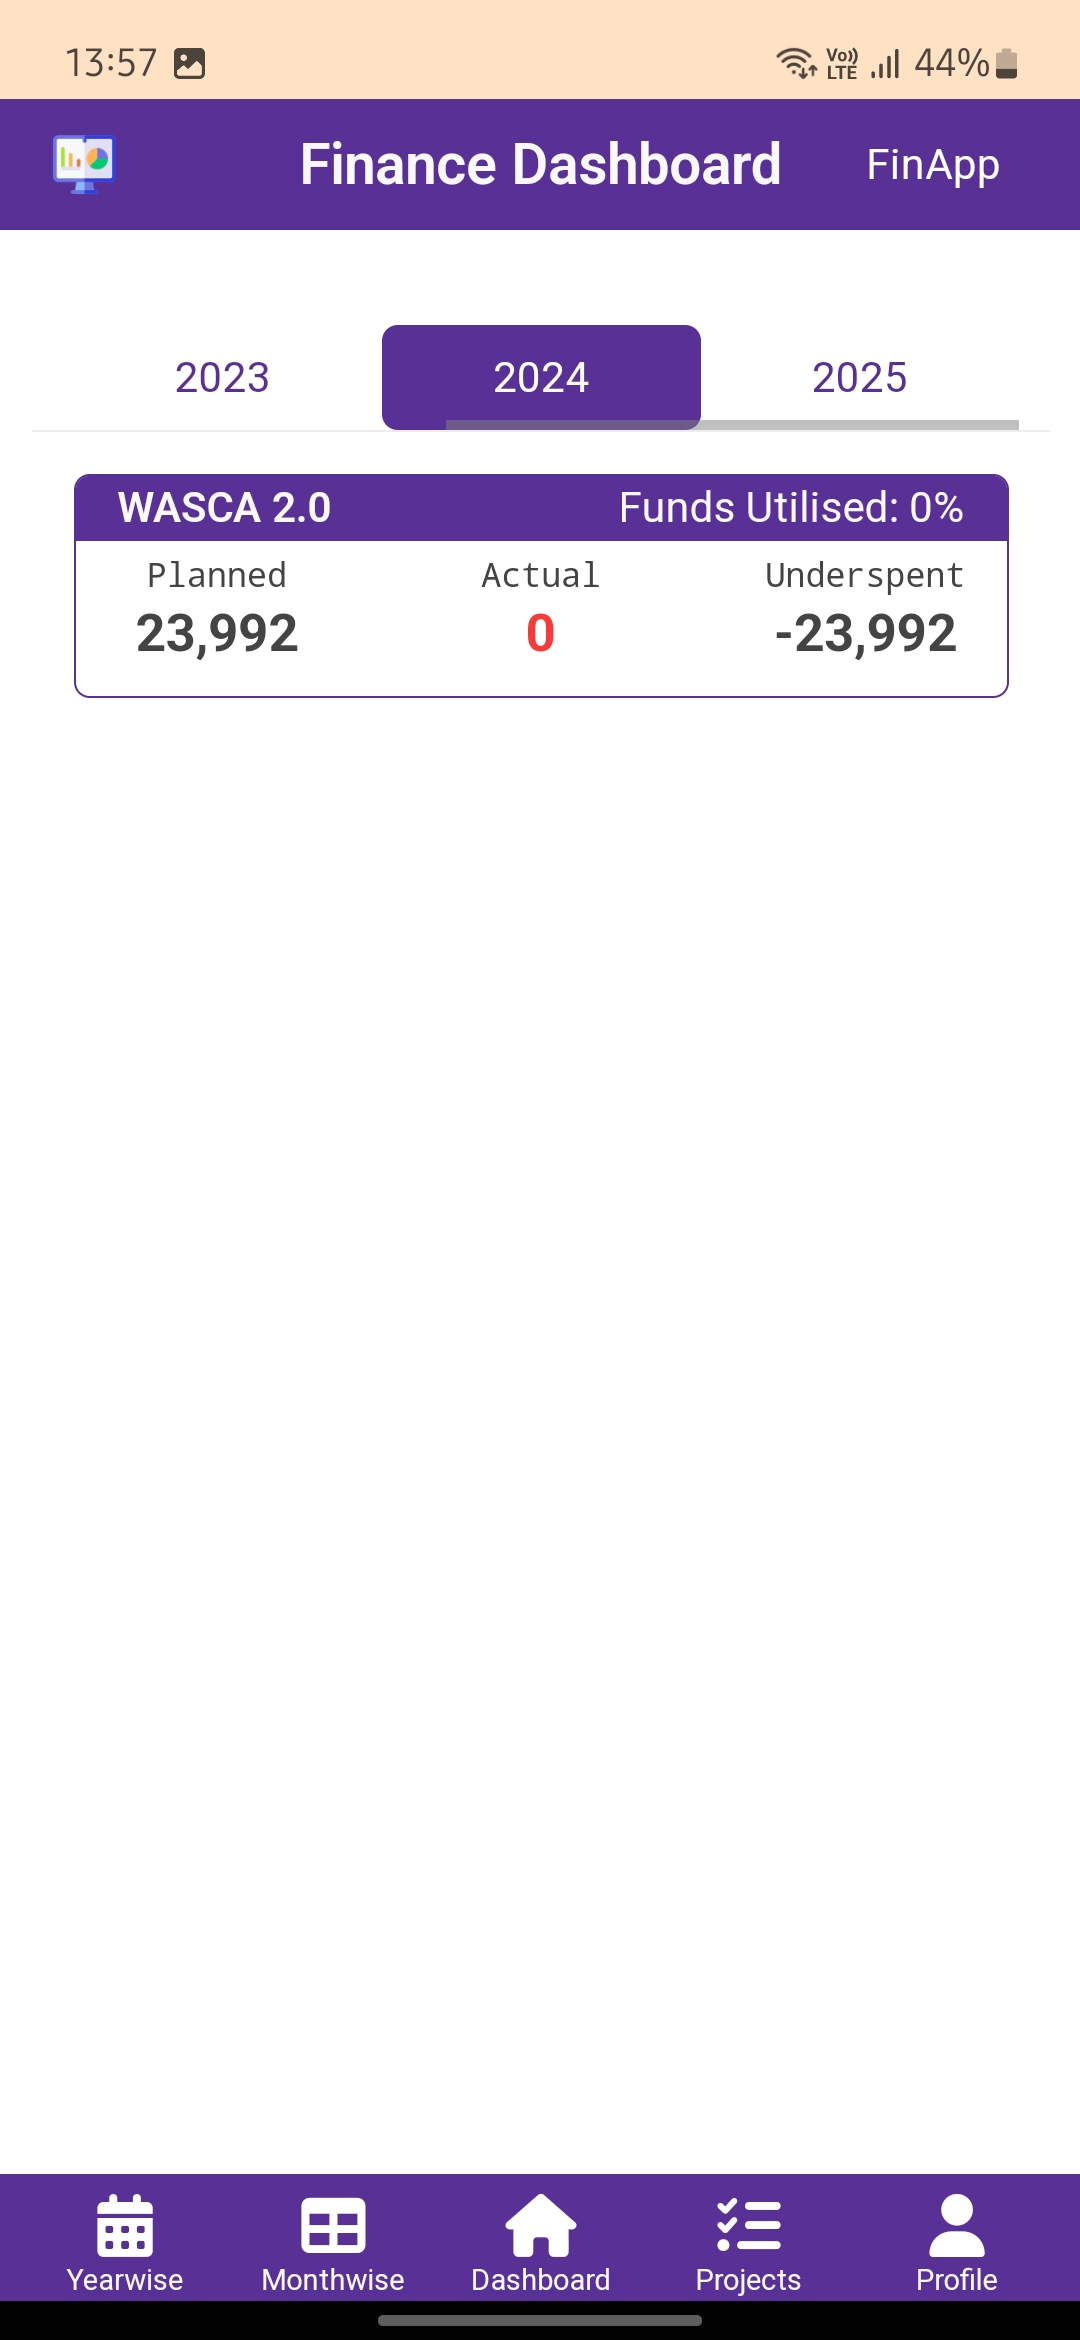 13:57 Vo)) LTE 44%
Finance Dashboard FinApp
2023 2024 2025
WASCA 2.0 Funds Utilised: 0%
Planned Actual Underspent
23,992 0 -23,992
Yearwise Monthwise Dashboard Projects Profile